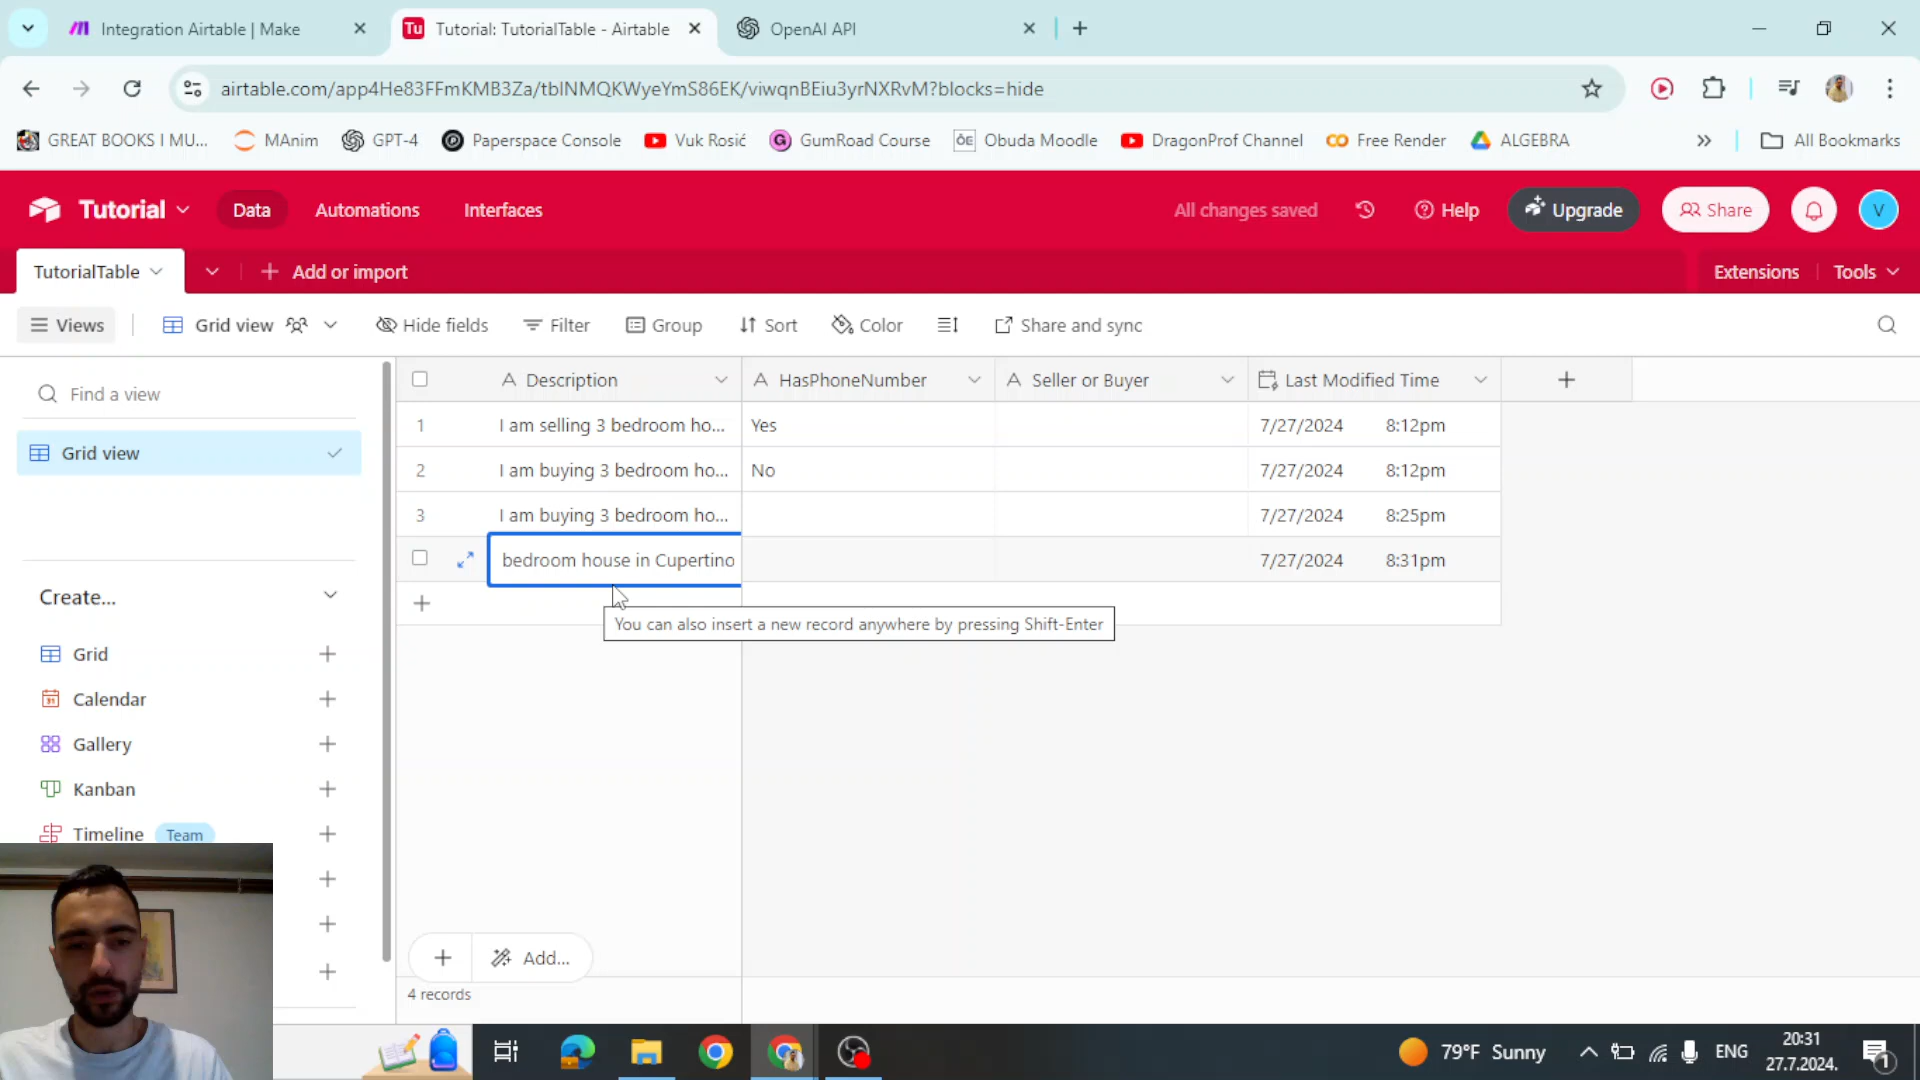 Integration Airtable | Make
Tu Tutorial: TutorialTable - Airtable
OpenAI API
airtable.com/app4He83FFmKMB3Za/tblNMQKWyeYmS86EK/viwqnBEiu3yrNXRvM?blocks=hide
GREAT BOOKS I MU...
MAnim
GPT-4
Paperspace Console
Vuk Rosić
GumRoad Course
ÓE Obuda Moodle
DragonProf Channel
Free Render
ALGEBRA
All Bookmarks
Tutorial
Data
Automations
Interfaces
All changes saved
Help
Upgrade
Share
V
TutorialTable
Add or import
Extensions
Tools
Views
Grid view
Hide fields
Filter
Group
Sort
Color
Share and sync
Find a view
Grid view
Create...
Grid
Calendar
Gallery
Kanban
Timeline Team
Description HasPhoneNumber Seller or Buyer Last Modified Time
1 I am selling 3 bedroom ho... Yes 7/27/2024 8:12pm
2 I am buying 3 bedroom ho... No 7/27/2024 8:12pm
3 I am buying 3 bedroom ho... 7/27/2024 8:25pm
bedroom house in Cupertino 7/27/2024 8:31pm
You can also insert a new record anywhere by pressing Shift-Enter
Add...
4 records
79°F Sunny
ENG
20:31
27.7.2024.
1